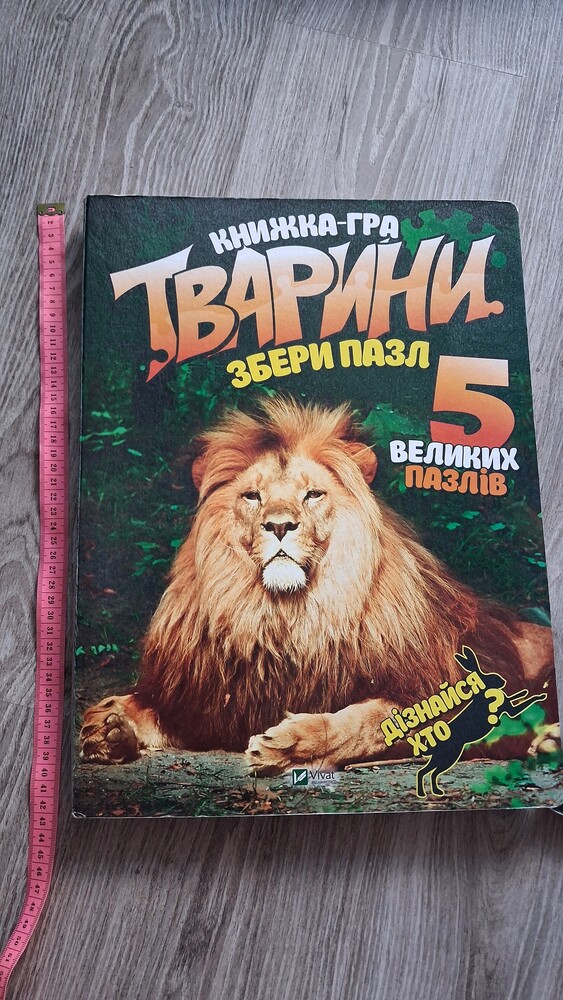 КНИЖКА-ГРА
ТВАРИНИ
ЗБЕРИ ПАЗЛ
5
ВЕЛИКИХ
ПАЗЛІВ
ДІЗНАЙСЯ
ХТО
?
Vivat